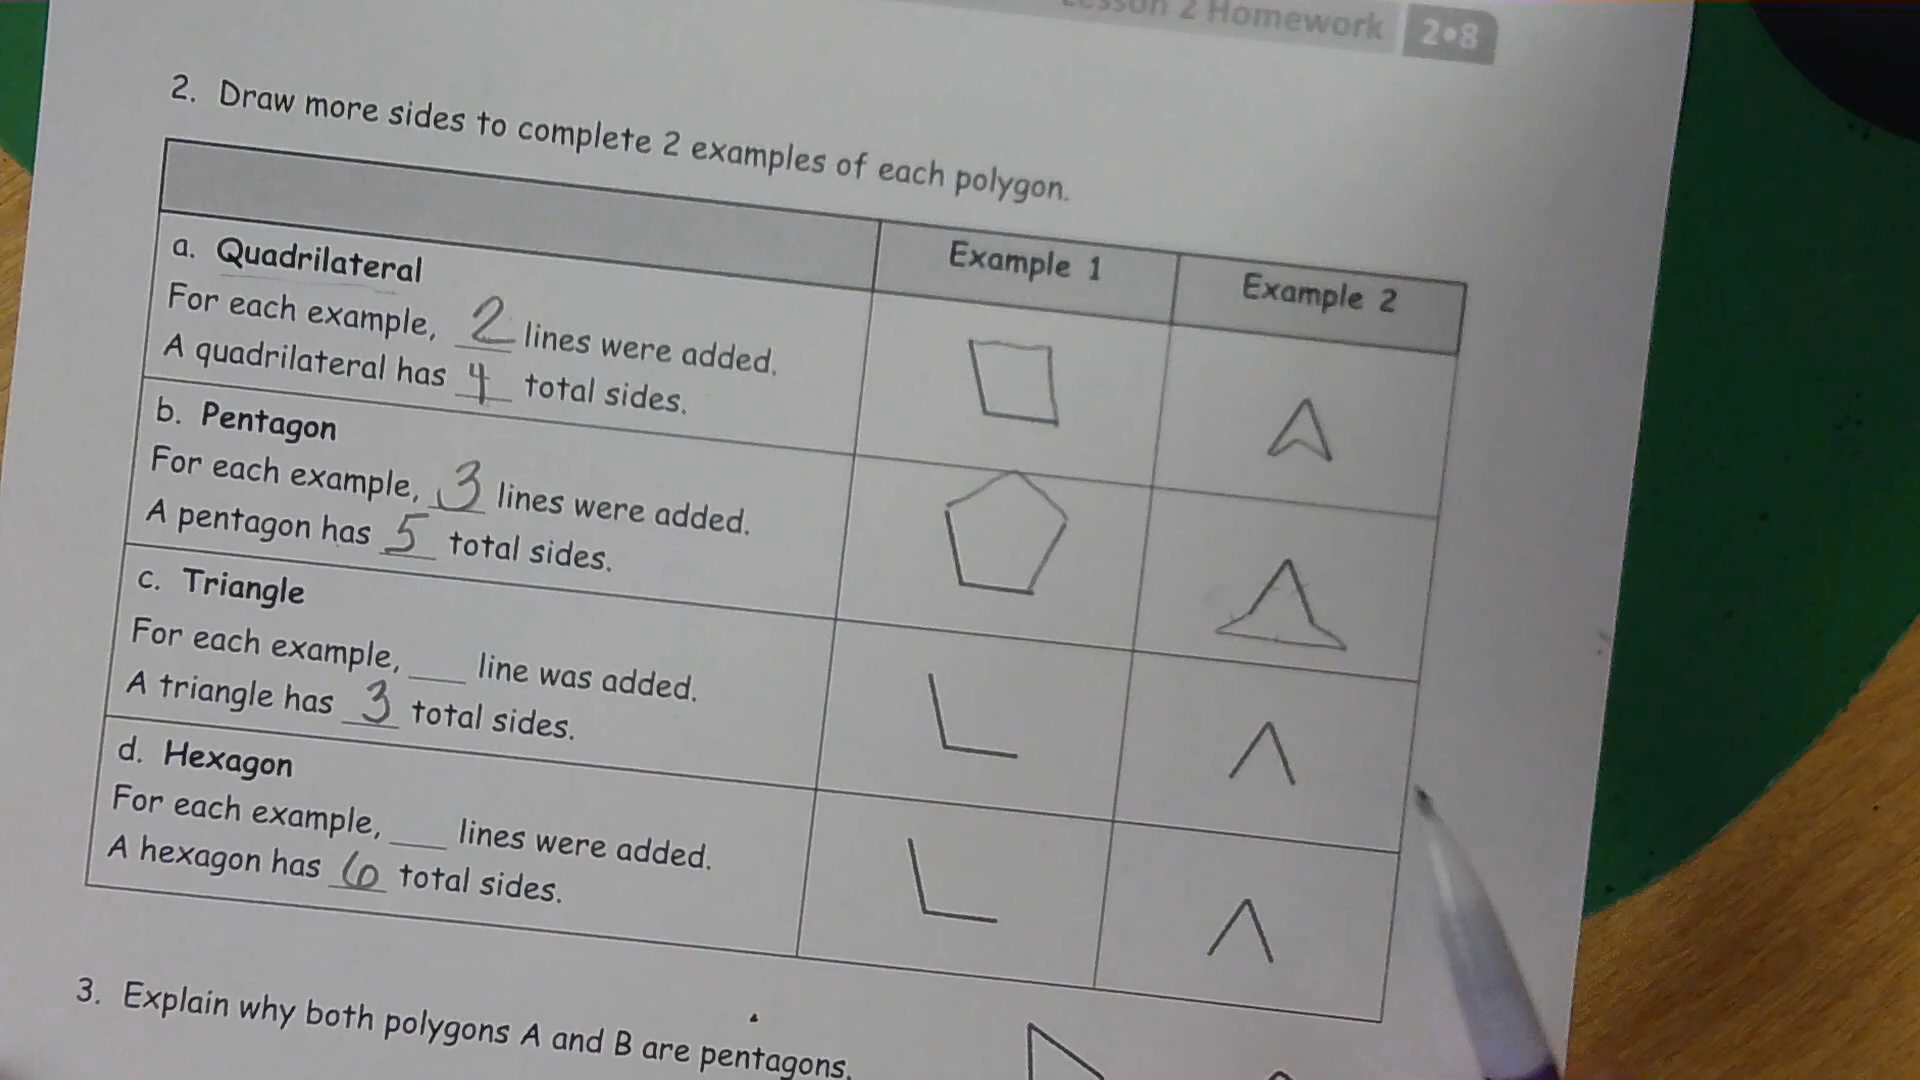 Lesson 2 Homework 2•8
2. Draw more sides to complete 2 examples of each polygon.
Example 1
Example 2
a. Quadrilateral
For each example, 2 lines were added.
A quadrilateral has 4 total sides.
b. Pentagon
For each example, 3 lines were added.
A pentagon has 5 total sides.
c. Triangle
For each example, ___ line was added.
A triangle has 3 total sides.
d. Hexagon
For each example, ___ lines were added.
A hexagon has 6 total sides.
3. Explain why both polygons A and B are pentagons.